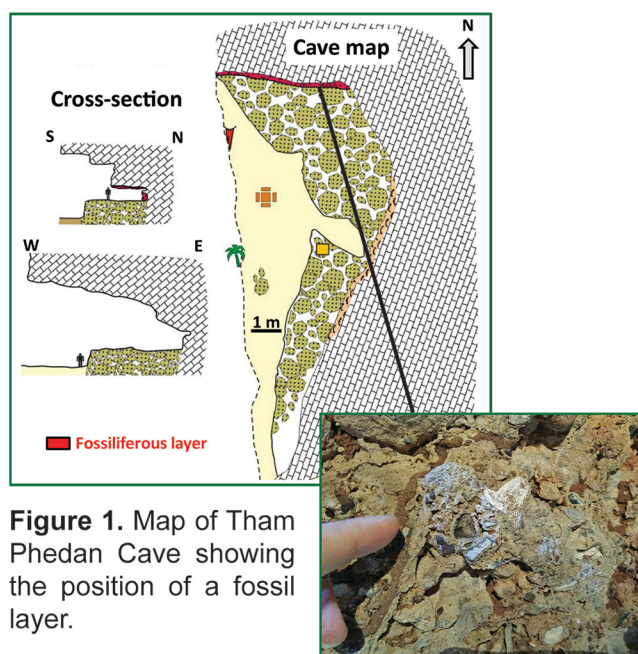 Cave map
N
Cross-section
S N
W E
1 m
Fossiliferous layer
Figure 1. Map of Tham
Phedan Cave showing
the position of a fossil
layer.